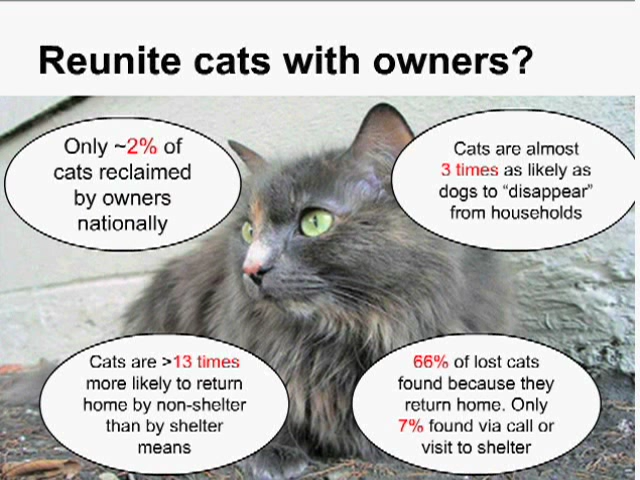 Reunite cats with owners?
Only ~2% of
cats reclaimed
by owners
nationally
Cats are almost
3 times as likely as
dogs to “disappear”
from households
Cats are >13 times
more likely to return
home by non-shelter
than by shelter
means
66% of lost cats
found because they
return home. Only
7% found via call or
visit to shelter